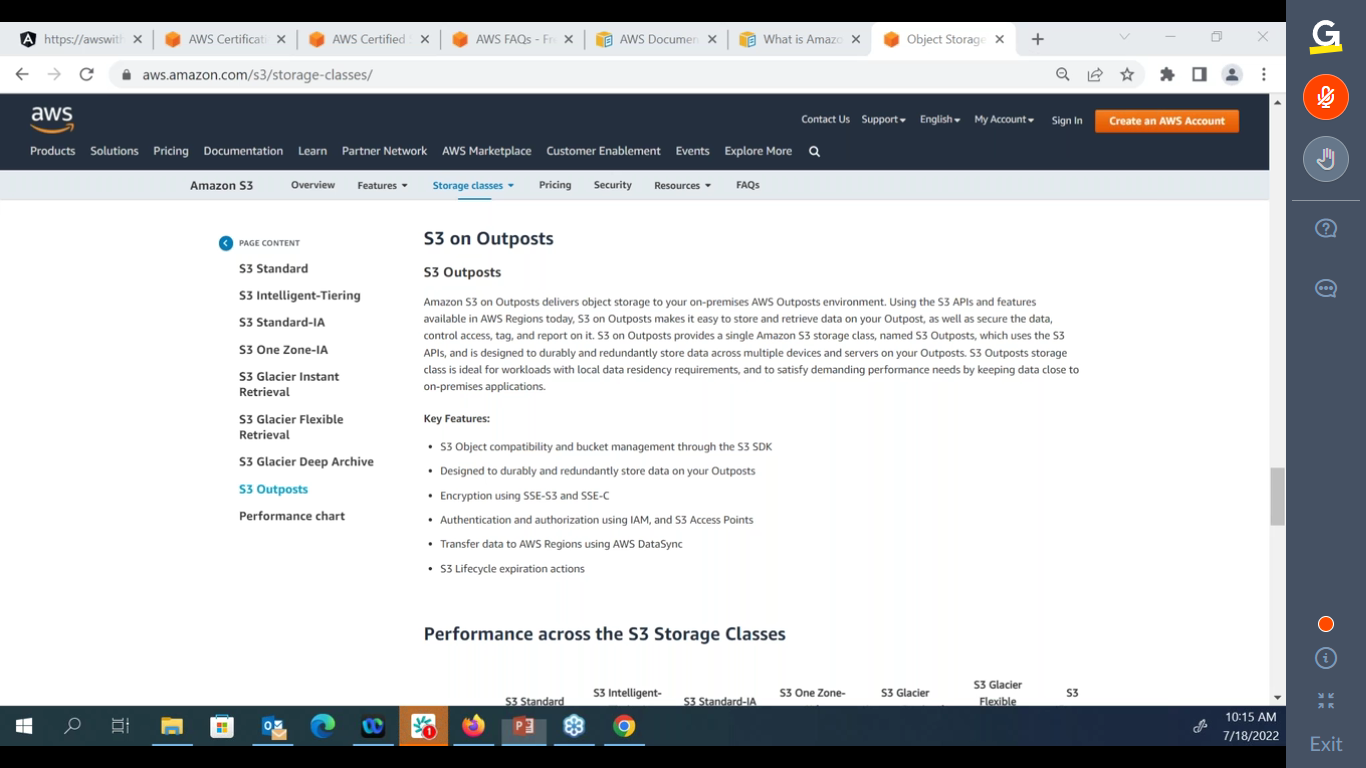 https://awswit
AWS Certificati
AWS Certified
AWS FAQs - Fr
AWS Documen
What is Amazo
Object Storage
aws.amazon.com/s3/storage-classes/
aws
Contact Us Support English My Account Sign In Create an AWS Account
Products Solutions Pricing Documentation Learn Partner Network AWS Marketplace Customer Enablement Events Explore More
Amazon S3 Overview Features Storage classes Pricing Security Resources FAQs
PAGE CONTENT
S3 Standard
S3 Intelligent-Tiering
S3 Standard-IA
S3 One Zone-IA
S3 Glacier Instant
Retrieval
S3 Glacier Flexible
Retrieval
S3 Glacier Deep Archive
S3 Outposts
Performance chart
S3 on Outposts
S3 Outposts
Amazon S3 on Outposts delivers object storage to your on-premises AWS Outposts environment. Using the S3 APIs and features
available in AWS Regions today, S3 on Outposts makes it easy to store and retrieve data on your Outpost, as well as secure the data,
control access, tag, and report on it. S3 on Outposts provides a single Amazon S3 storage class, named S3 Outposts, which uses the S3
APIs, and is designed to durably and redundantly store data across multiple devices and servers on your Outposts. S3 Outposts storage
class is ideal for workloads with local data residency requirements, and to satisfy demanding performance needs by keeping data close to
on-premises applications.
Key Features:
• S3 Object compatibility and bucket management through the S3 SDK
• Designed to durably and redundantly store data on your Outposts
• Encryption using SSE-S3 and SSE-C
• Authentication and authorization using IAM, and S3 Access Points
• Transfer data to AWS Regions using AWS DataSync
• S3 Lifecycle expiration actions
Performance across the S3 Storage Classes
S3 Standard
S3 Intelligent-
S3 Standard-IA
S3 One Zone-
S3 Glacier
S3 Glacier
Flexible
S3
10:15 AM
7/18/2022
Exit